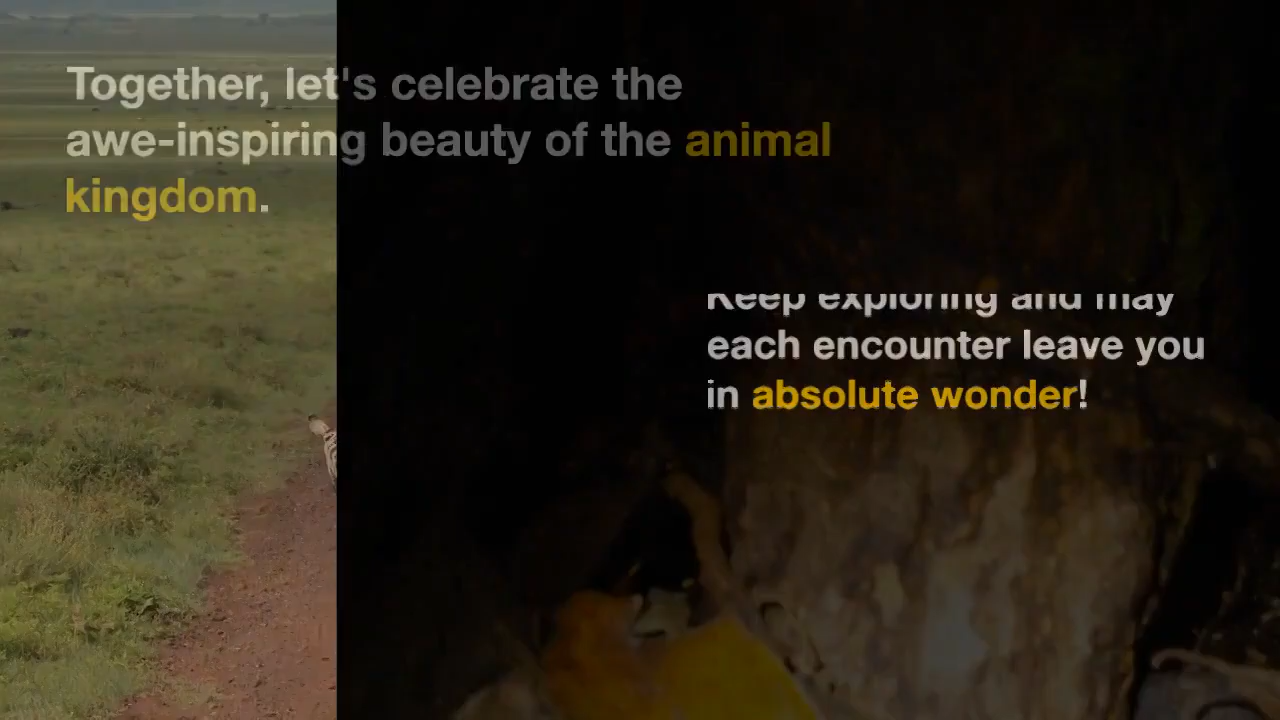 Together, let's celebrate the
awe-inspiring beauty of the animal
kingdom.
Keep exploring and may
each encounter leave you
in absolute wonder!